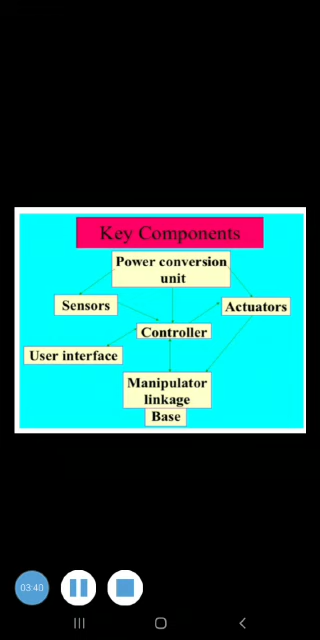 Key Components
Power conversion
unit
Sensors
Actuators
Controller
User interface
Manipulator
linkage
Base
03:40